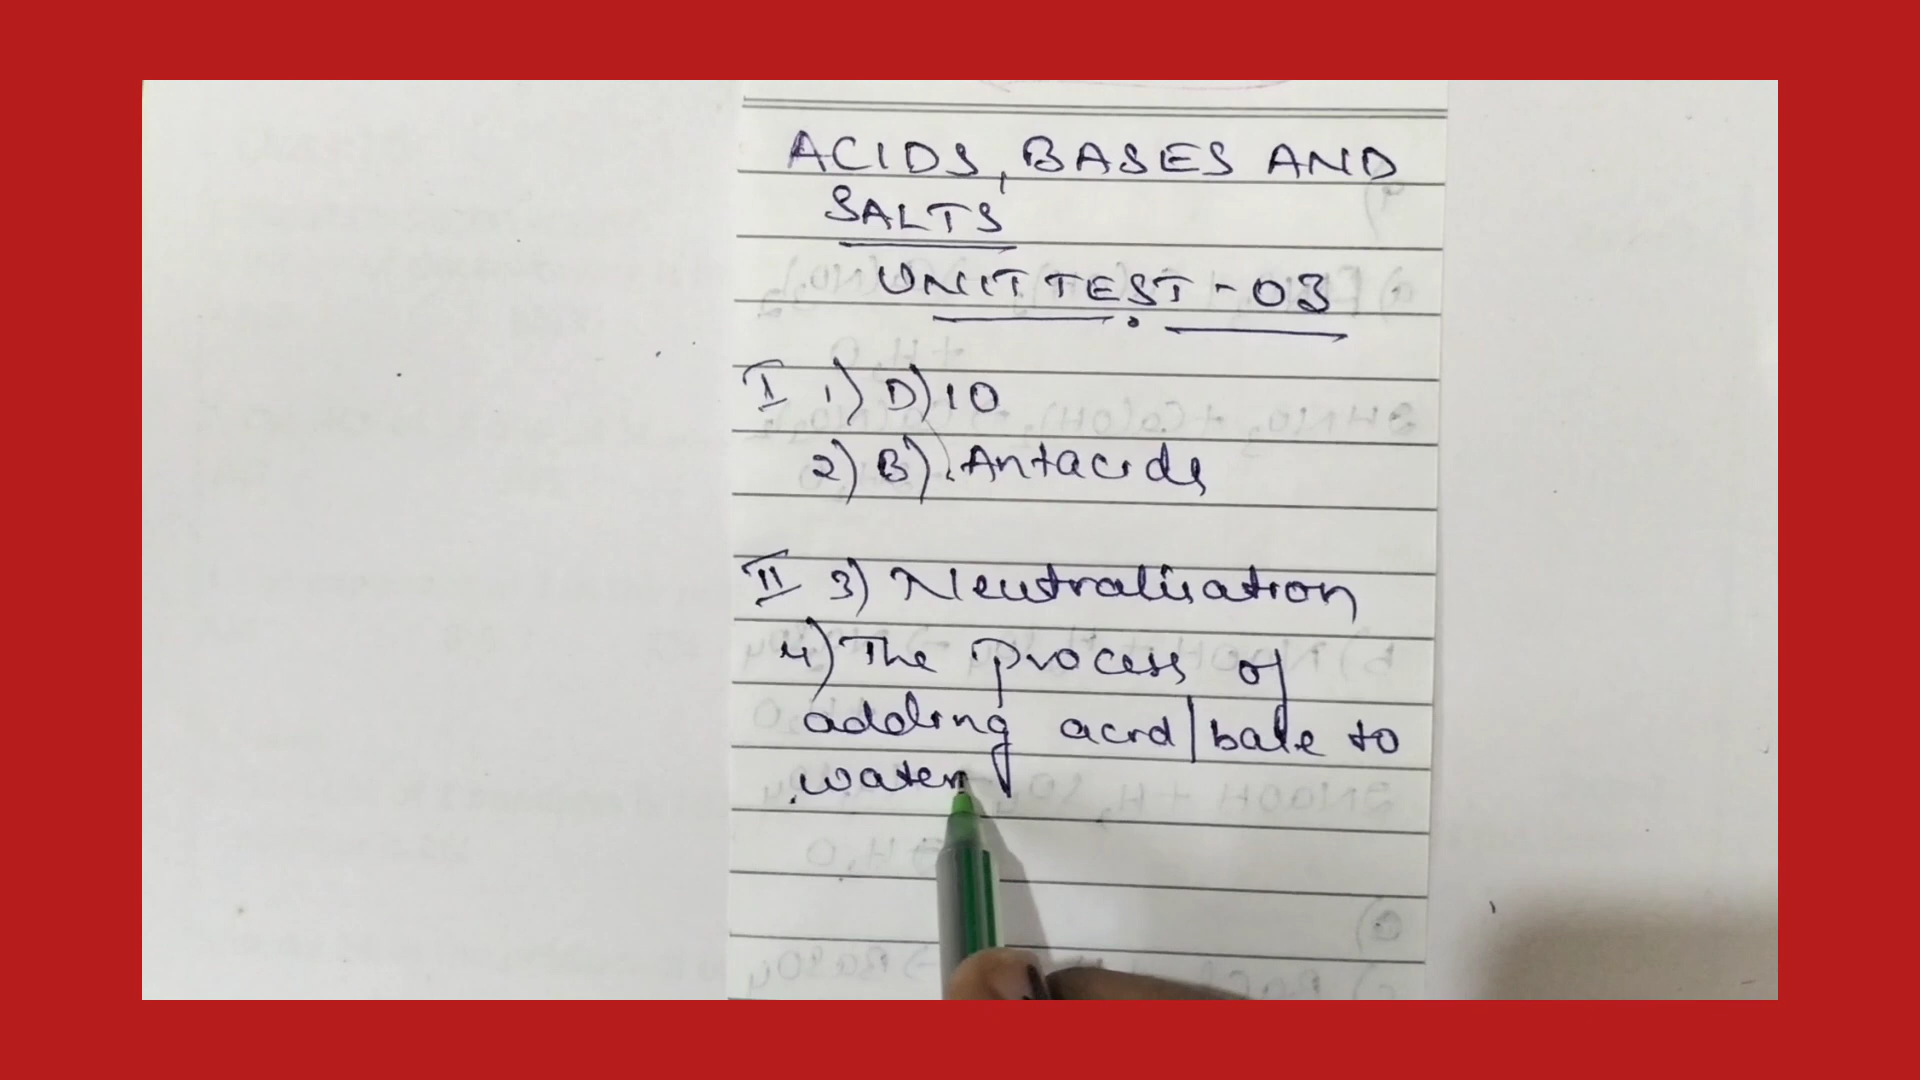 ACIDS, BASES AND
SALTS
UNIT TEST - 03
I 1) D) 10
2) B) Antacids
II 3) Neutralisation
4) The process of
adding acid/base to
water